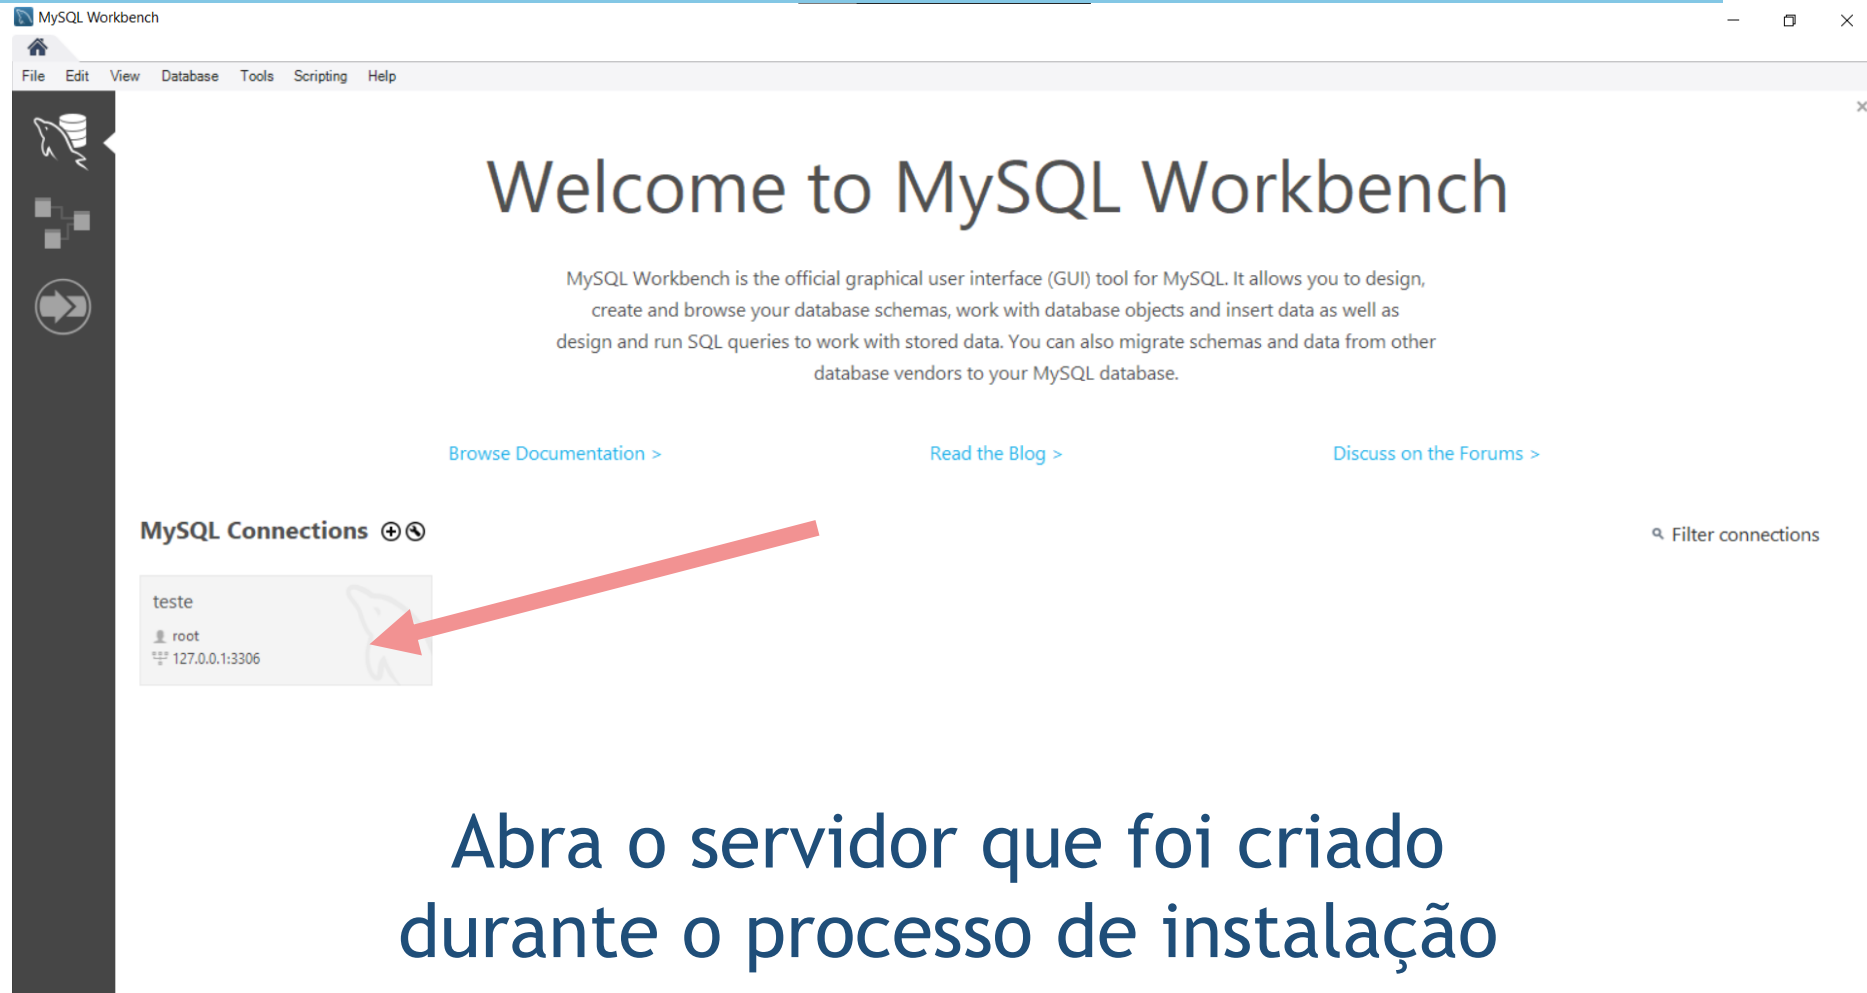 MySQL Workbench
File Edit View Database Tools Scripting Help
Welcome to MySQL Workbench
MySQL Workbench is the official graphical user interface (GUI) tool for MySQL. It allows you to design,
create and browse your database schemas, work with database objects and insert data as well as
design and run SQL queries to work with stored data. You can also migrate schemas and data from other
database vendors to your MySQL database.
Browse Documentation > Read the Blog > Discuss on the Forums >
MySQL Connections
Filter connections
teste
root
127.0.0.1:3306
Abra o servidor que foi criado
durante o processo de instalação